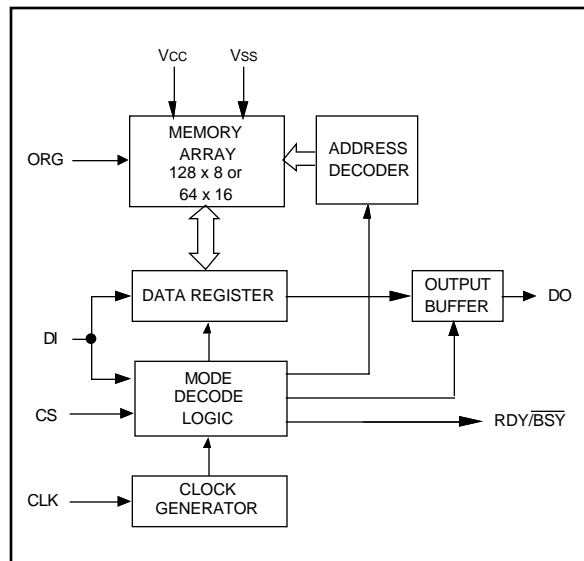 Vcc Vss
MEMORY
ARRAY
128 x 8 or
64 x 16
ADDRESS
DECODER
ORG
DATA REGISTER
OUTPUT
BUFFER
DO
DI
MODE
DECODE
LOGIC
CS
RDY/B̅S̅Y̅
CLK
CLOCK
GENERATOR